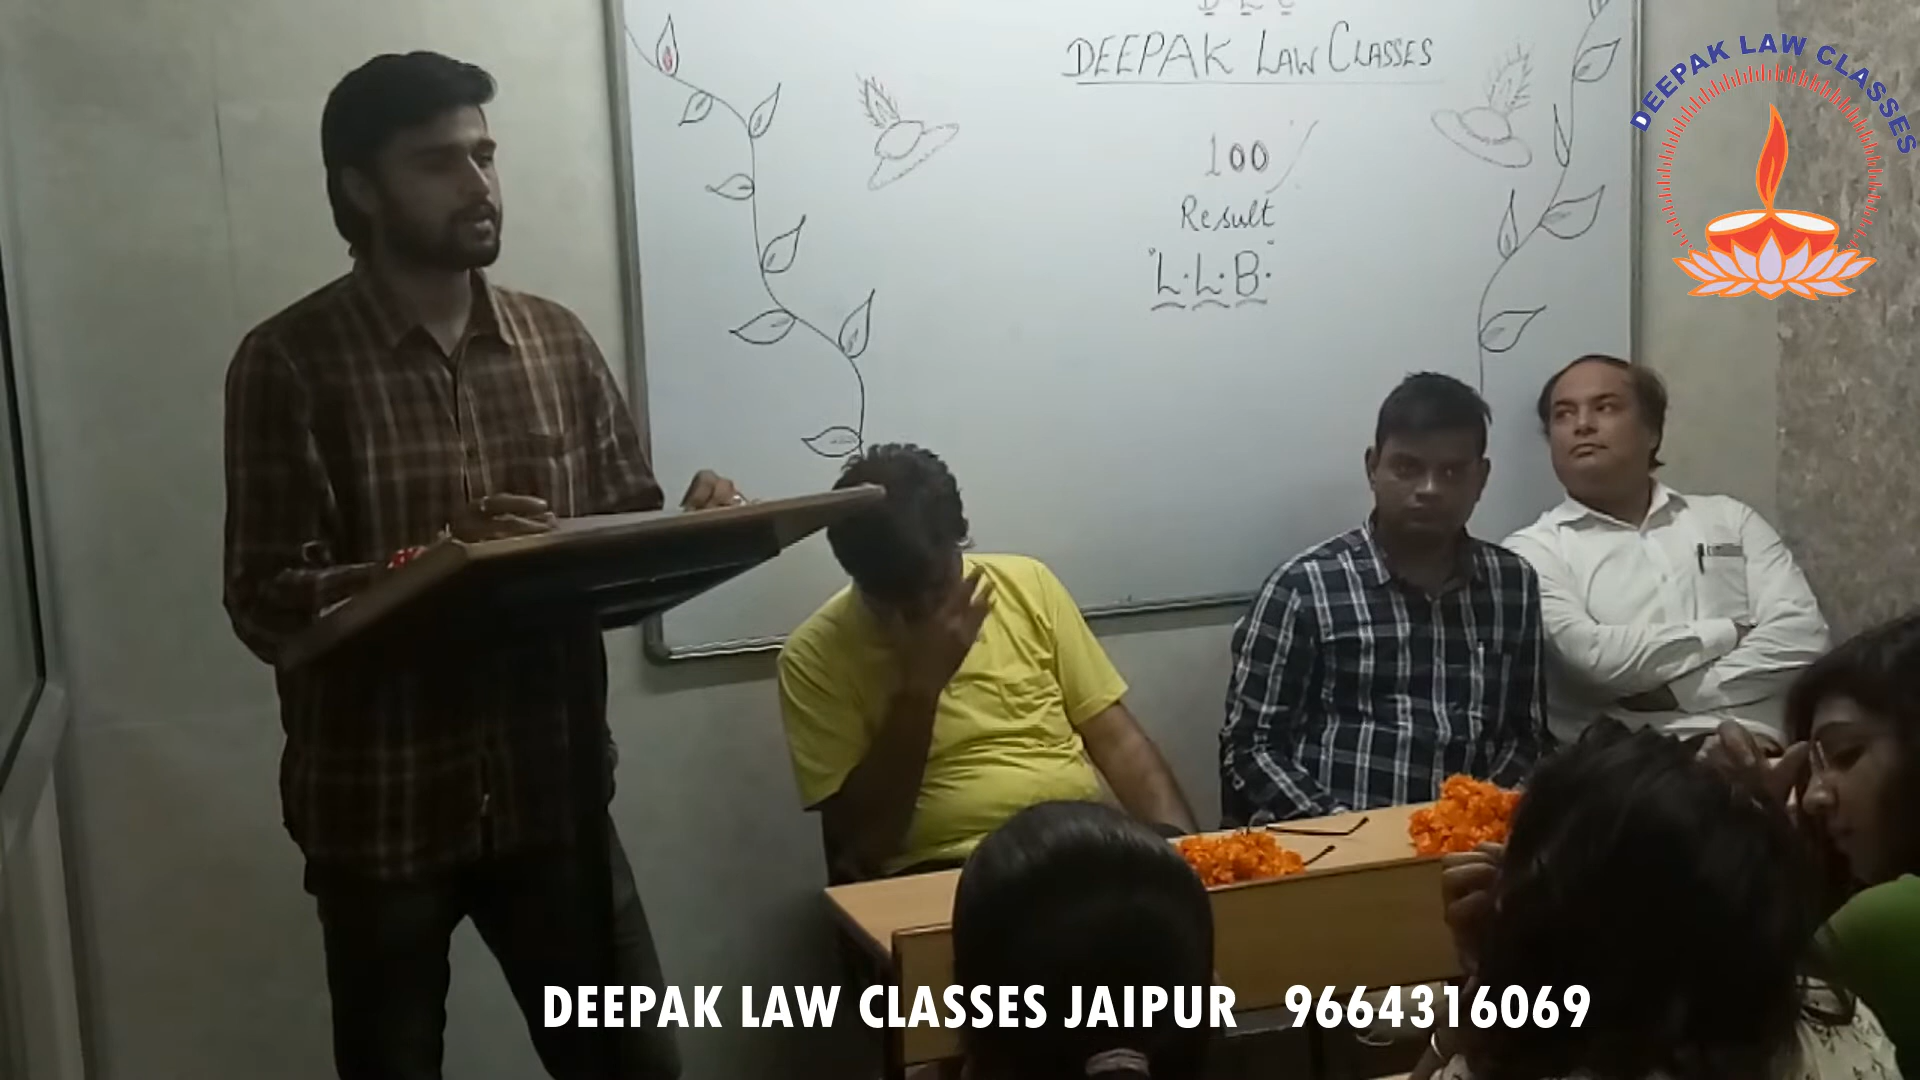 D L C
DEEPAK LAW CLASSES
100 %
Result
"L.L.B."
DEEPAK LAW CLASSES
DEEPAK LAW CLASSES JAIPUR 9664316069